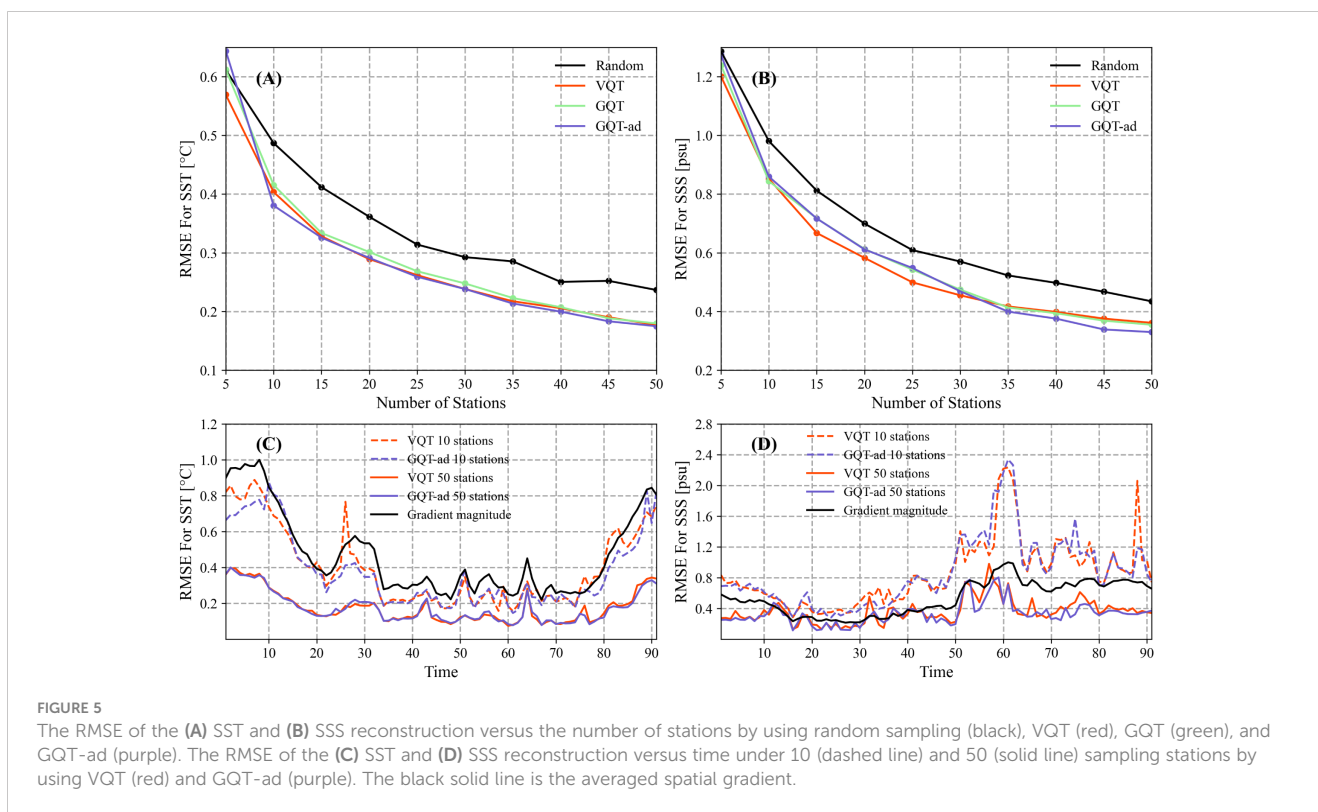 (A)
Random
VQT
GQT
GQT-ad
RMSE For SST [°C]
0.6
0.5
0.4
0.3
0.2
0.1
5 10 15 20 25 30 35 40 45 50
Number of Stations
(B)
Random
VQT
GQT
GQT-ad
RMSE For SSS [psu]
1.2
1.0
0.8
0.6
0.4
0.2
5 10 15 20 25 30 35 40 45 50
Number of Stations
(C)
VQT 10 stations
GQT-ad 10 stations
VQT 50 stations
GQT-ad 50 stations
Gradient magnitude
RMSE For SST [°C]
1.2
1.0
0.8
0.6
0.4
0.2
10 20 30 40 50 60 70 80 90
Time
(D)
VQT 10 stations
GQT-ad 10 stations
VQT 50 stations
GQT-ad 50 stations
Gradient magnitude
RMSE For SSS [psu]
2.8
2.4
2.0
1.6
1.2
0.8
0.4
10 20 30 40 50 60 70 80 90
Time
FIGURE 5
The RMSE of the (A) SST and (B) SSS reconstruction versus the number of stations by using random sampling (black), VQT (red), GQT (green), and
GQT-ad (purple). The RMSE of the (C) SST and (D) SSS reconstruction versus time under 10 (dashed line) and 50 (solid line) sampling stations by
using VQT (red) and GQT-ad (purple). The black solid line is the averaged spatial gradient.